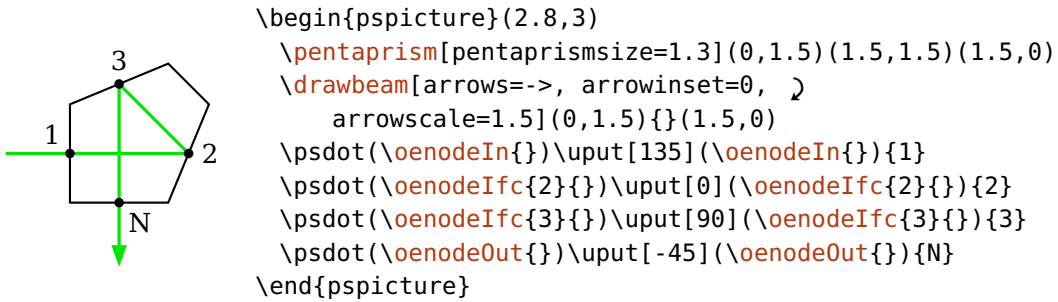 3
1
2
N
\begin{pspicture}(2.8,3)
\pentaprism[pentaprismsize=1.3](0,1.5)(1.5,1.5)(1.5,0)
\drawbeam[arrows=->, arrowinset=0,
arrowscale=1.5](0,1.5){}(1.5,0)
\psdot(\oenodeIn{})\uput[135](\oenodeIn{}){1}
\psdot(\oenodeIfc{2}{})\uput[0](\oenodeIfc{2}{}){2}
\psdot(\oenodeIfc{3}{})\uput[90](\oenodeIfc{3}{}){3}
\psdot(\oenodeOut{})\uput[-45](\oenodeOut{}){N}
\end{pspicture}